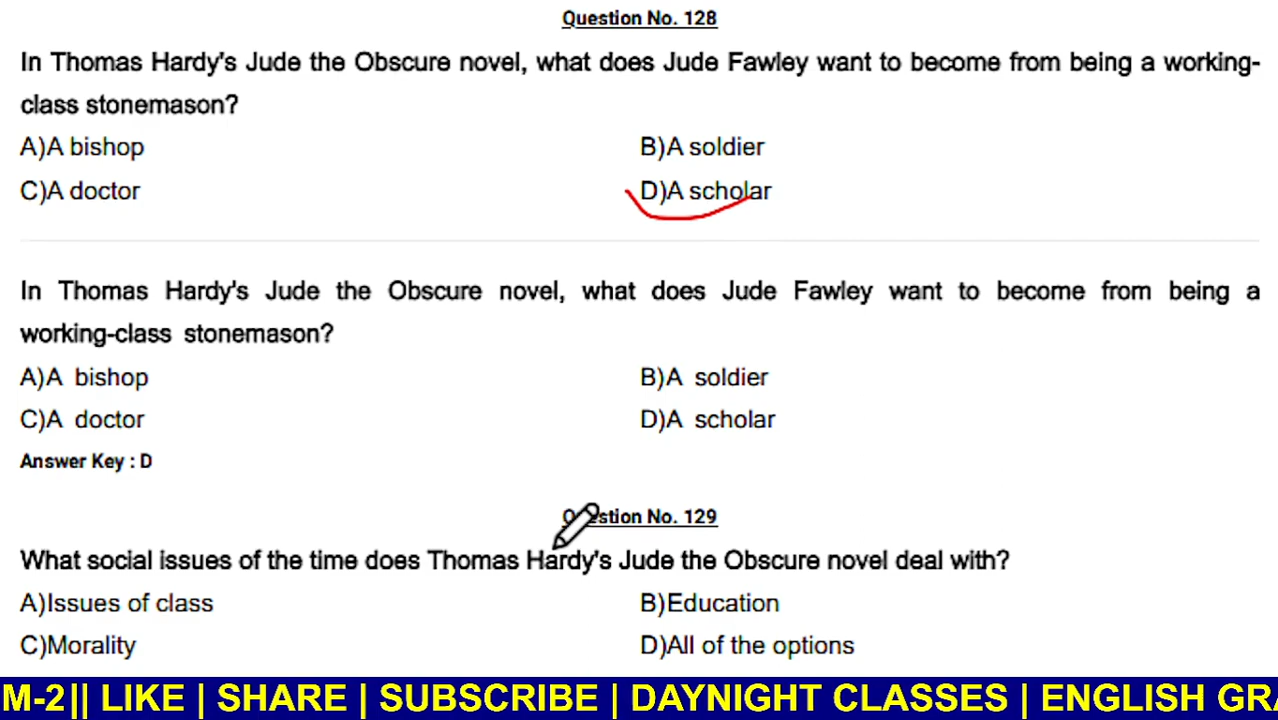 Question No. 128
In Thomas Hardy's Jude the Obscure novel, what does Jude Fawley want to become from being a working-
class stonemason?
A)A bishop B)A soldier
C)A doctor D)A scholar
In Thomas Hardy's Jude the Obscure novel, what does Jude Fawley want to become from being a
working-class stonemason?
A)A bishop B)A soldier
C)A doctor D)A scholar
Answer Key : D
Question No. 129
What social issues of the time does Thomas Hardy's Jude the Obscure novel deal with?
A)Issues of class B)Education
C)Morality D)All of the options
M-2|| LIKE | SHARE | SUBSCRIBE | DAYNIGHT CLASSES | ENGLISH GRA